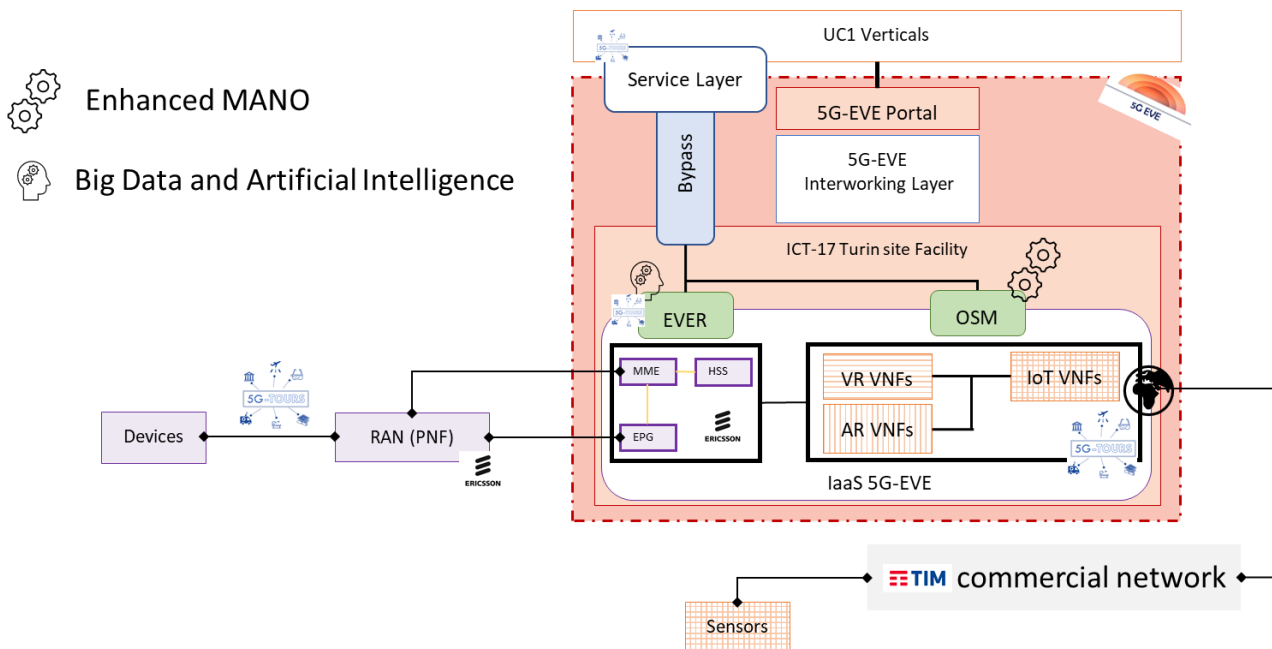 UC1 Verticals
5G-TOURS
Service Layer
5G EVE
Enhanced MANO
5G-EVE Portal
Bypass
5G-EVE
Interworking Layer
Big Data and Artificial Intelligence
ICT-17 Turin site Facility
5G-TOURS
EVER
OSM
MME
HSS
VR VNFs
IoT VNFs
5G-TOURS
Devices
RAN (PNF)
ERICSSON
EPG
ERICSSON
AR VNFs
5G-TOURS
IaaS 5G-EVE
TIM commercial network
Sensors